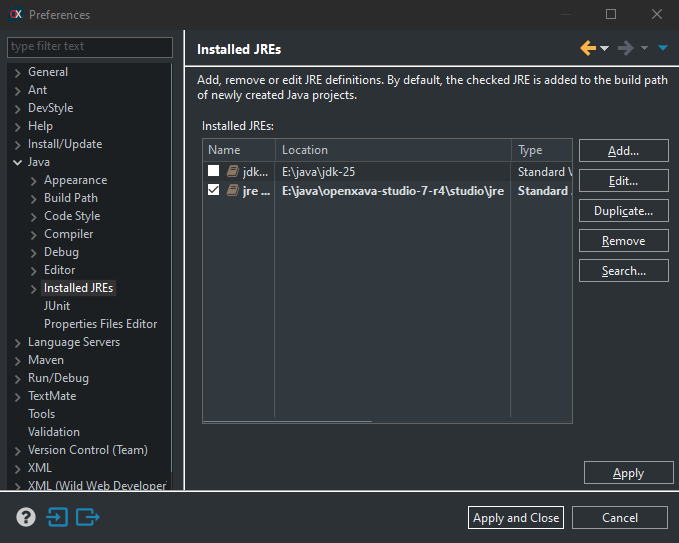 Preferences
type filter text
General
Ant
DevStyle
Help
Install/Update
Java
Appearance
Build Path
Code Style
Compiler
Debug
Editor
Installed JREs
JUnit
Properties Files Editor
Language Servers
Maven
Run/Debug
TextMate
Tools
Validation
Version Control (Team)
XML
XML (Wild Web Developer)
Installed JREs
Add, remove or edit JRE definitions. By default, the checked JRE is added to the build path
of newly created Java projects.
Installed JREs:
Name Location Type
jdk... E:\java\jdk-25 Standard V
jre ... E:\java\openxava-studio-7-r4\studio\jre Standard
Add...
Edit...
Duplicate...
Remove
Search...
Apply
Apply and Close Cancel